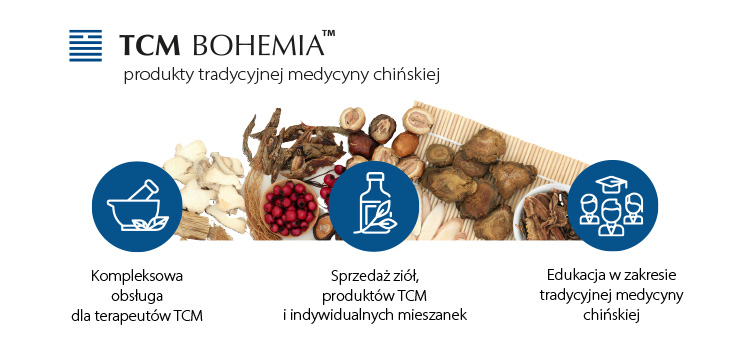 TCM BOHEMIA™
produkty tradycyjnej medycyny chińskiej
Kompleksowa
obsługa
dla terapeutów TCM
Sprzedaż ziół,
produktów TCM
i indywidualnych mieszanek
Edukacja w zakresie
tradycyjnej medycyny
chińskiej